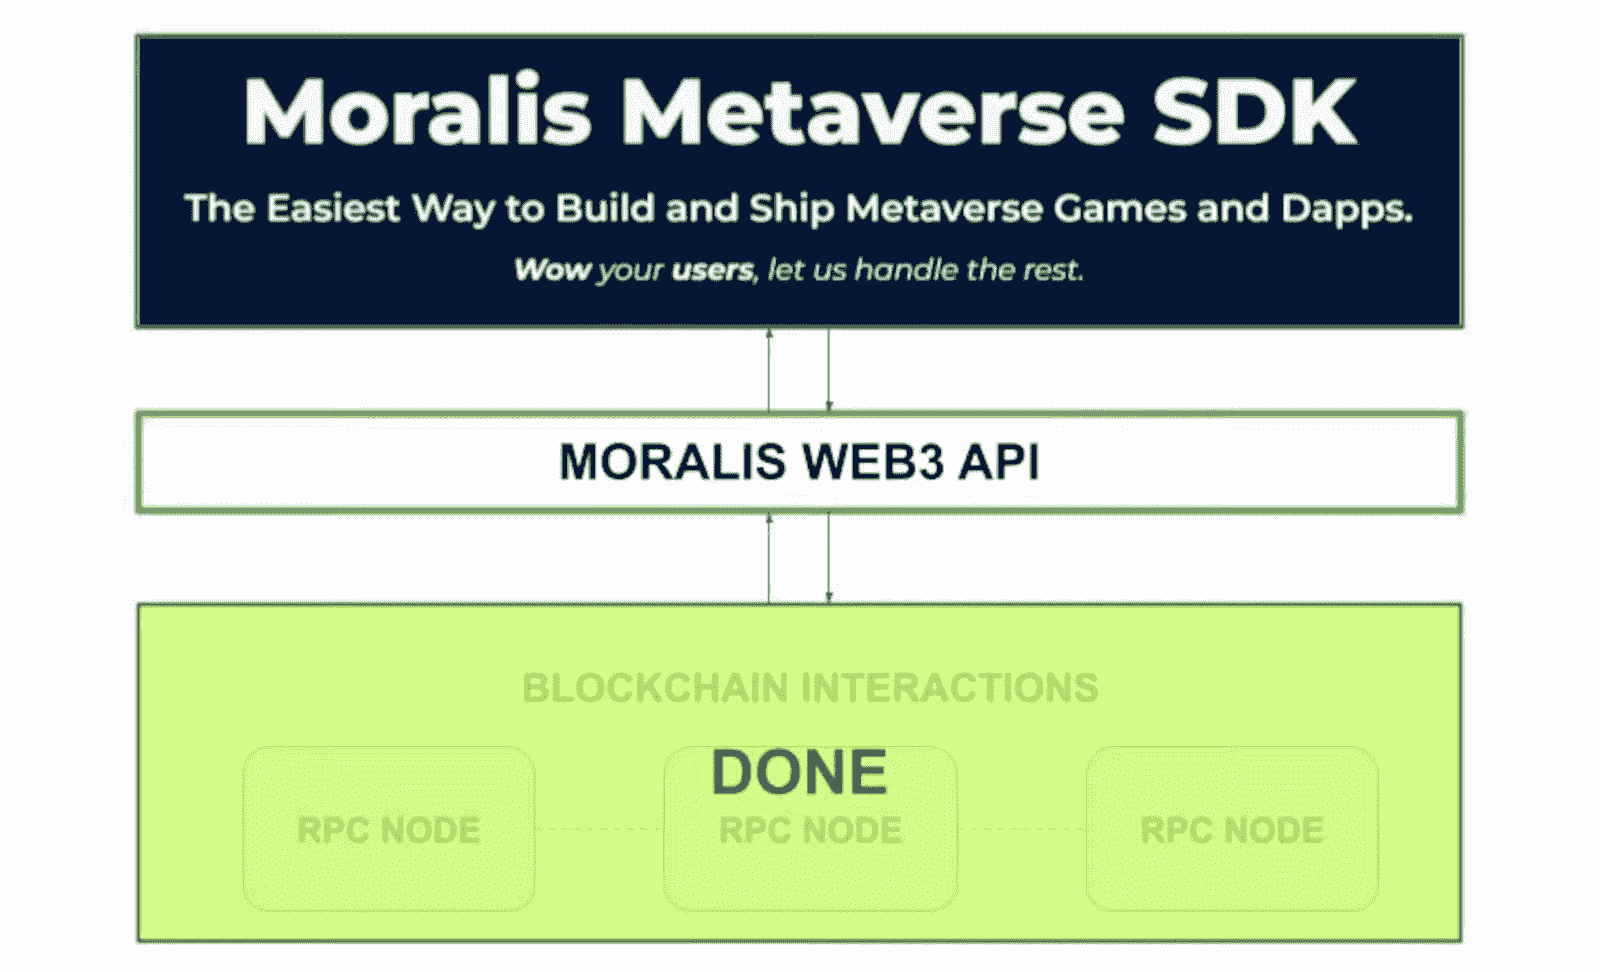 Moralis Metaverse SDK
The Easiest Way to Build and Ship Metaverse Games and Dapps.
Wow your users, let us handle the rest.
MORALIS WEB3 API
BLOCKCHAIN INTERACTIONS
DONE
RPC NODE RPC NODE RPC NODE